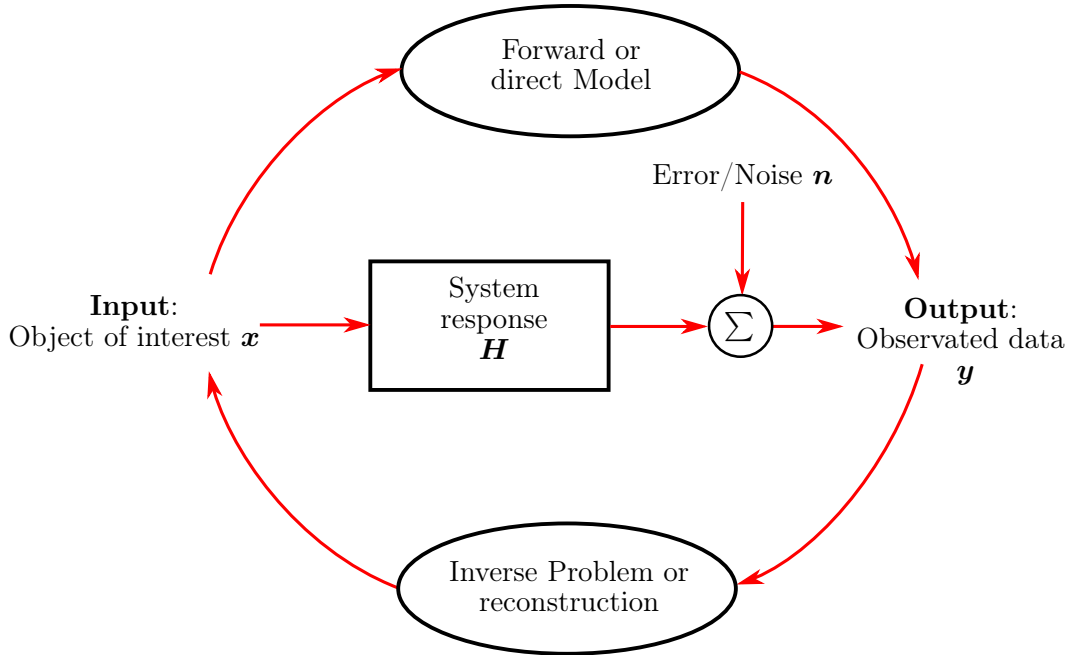 Forward or
direct Model
Error/Noise n
Input:
Object of interest x
System
response
H
∑
Output:
Observated data
y
Inverse Problem or
reconstruction